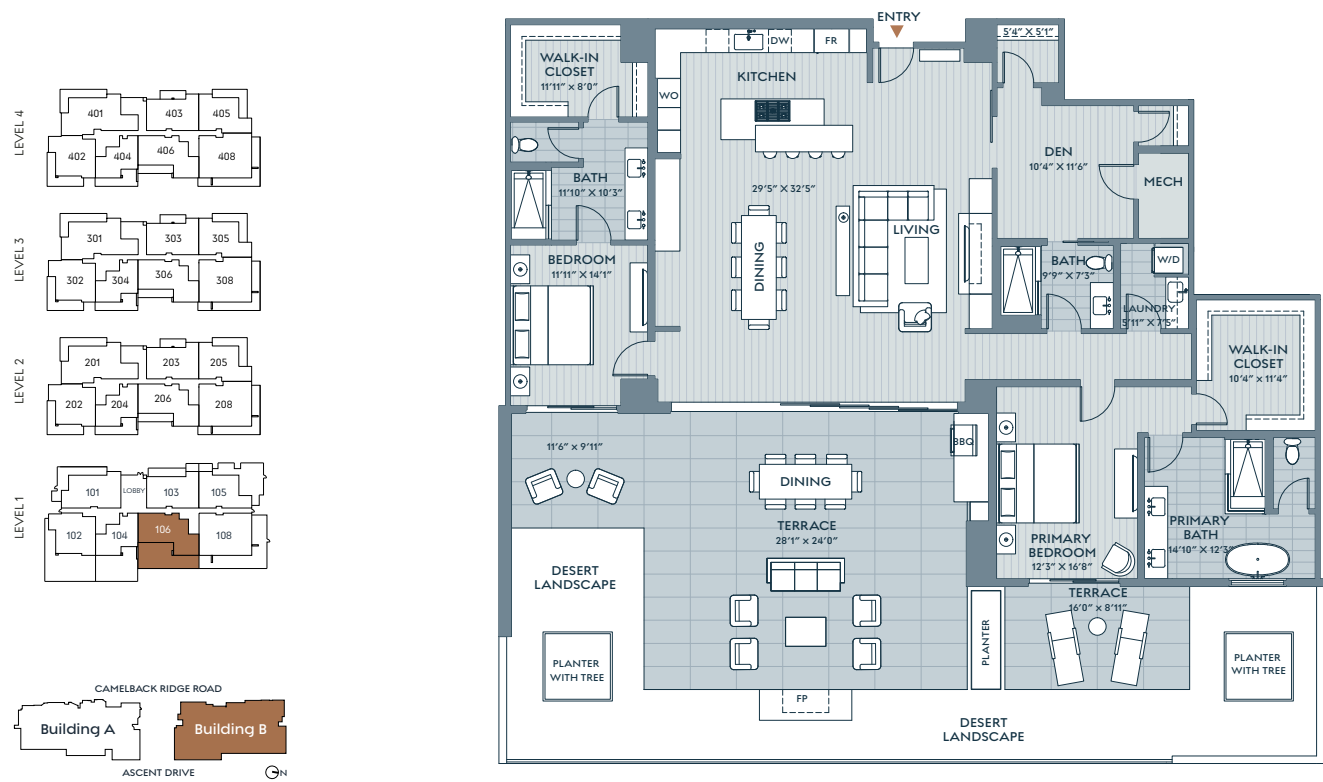 LEVEL 4
401
403
405
402
404
406
408
LEVEL 3
301
303
305
302
304
306
308
LEVEL 2
201
203
205
202
204
206
208
LEVEL 1
101
LOBBY
103
105
102
104
106
108
CAMELBACK RIDGE ROAD
Building A
Building B
ASCENT DRIVE
N
ENTRY
WALK-IN
CLOSET
11'11" X 8'0"
DW
FR
KITCHEN
WO
5'4" X 5'1"
DEN
10'4" X 11'6"
MECH
BATH
11'10" X 10'3"
29'5" X 32'5"
LIVING
DINING
BEDROOM
11'11" X 14'1"
BATH
9'9" X 7'3"
W/D
LAUNDRY
5'11" X 7'5"
WALK-IN
CLOSET
10'4" X 11'4"
11'6" X 9'11"
BBQ
DINING
TERRACE
28'1" X 24'0"
PRIMARY
BEDROOM
12'3" X 16'8"
PRIMARY
BATH
14'10" X 12'3"
DESERT
LANDSCAPE
TERRACE
16'0" X 8'11"
PLANTER
PLANTER
WITH TREE
PLANTER
WITH TREE
FP
DESERT
LANDSCAPE